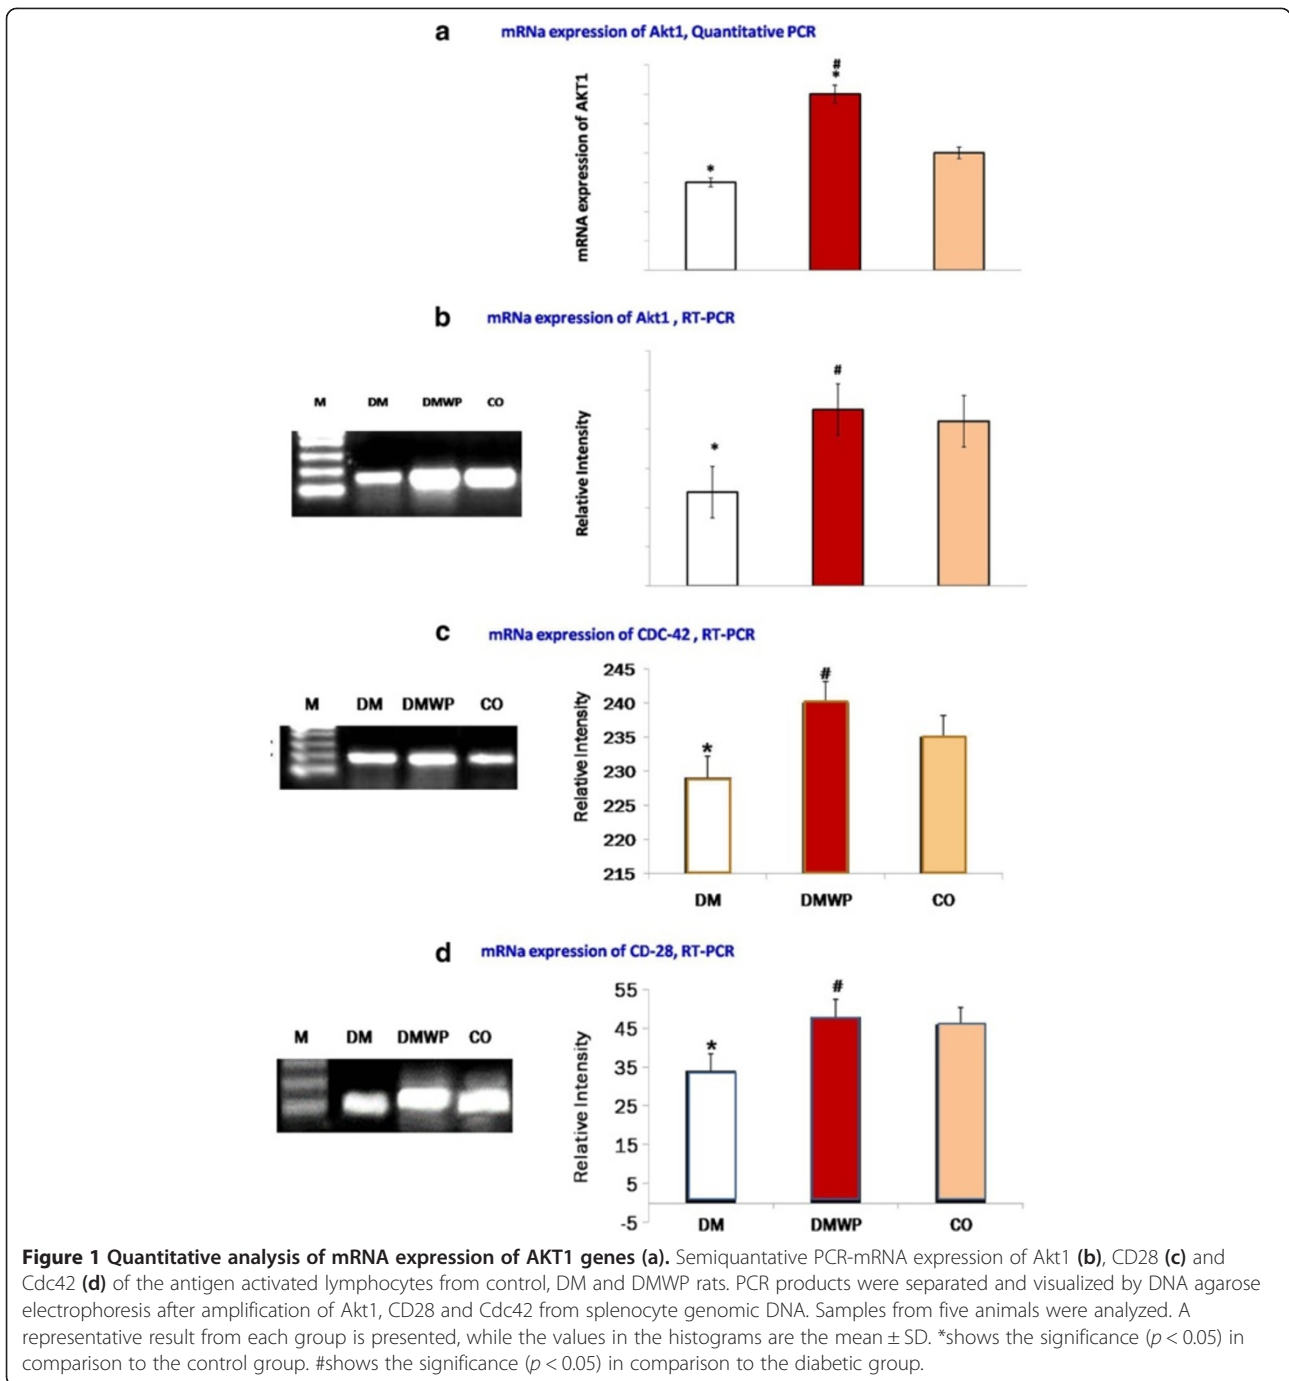 a mRNa expression of Akt1, Quantitative PCR
mRNA expression of AKT1
*
#
*
b mRNa expression of Akt1 , RT-PCR
M DM DMWP CO
Relative Intensity
*
#
c mRNa expression of CDC-42 , RT-PCR
M DM DMWP CO
Relative Intensity
245
240
235
230
225
220
215
*
#
DM DMWP CO
d mRNa expression of CD-28, RT-PCR
M DM DMWP CO
Relative Intensity
55
45
35
25
15
5
-5
*
#
DM DMWP CO
Figure 1 Quantitative analysis of mRNA expression of AKT1 genes (a). Semiquantative PCR-mRNA expression of Akt1 (b), CD28 (c) and
Cdc42 (d) of the antigen activated lymphocytes from control, DM and DMWP rats. PCR products were separated and visualized by DNA agarose
electrophoresis after amplification of Akt1, CD28 and Cdc42 from splenocyte genomic DNA. Samples from five animals were analyzed. A
representative result from each group is presented, while the values in the histograms are the mean ± SD. *shows the significance (p < 0.05) in
comparison to the control group. #shows the significance (p < 0.05) in comparison to the diabetic group.